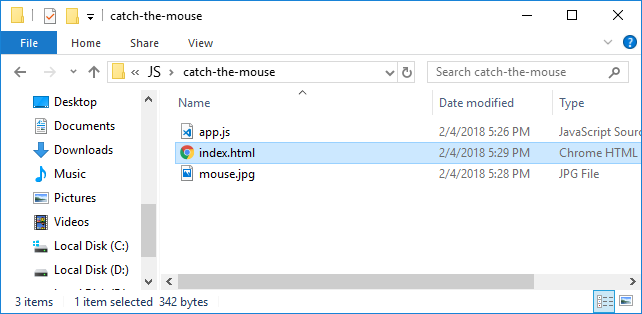 catch-the-mouse
File Home Share View
« JS > catch-the-mouse Search catch-the-mouse
Name Date modified Type
Desktop
Documents
Downloads
Music
Pictures
Videos
Local Disk (C:)
Local Disk (D:)
app.js 2/4/2018 5:26 PM JavaScript Sour
index.html 2/4/2018 5:29 PM Chrome HTML
mouse.jpg 2/4/2018 5:28 PM JPG File
3 items 1 item selected 342 bytes